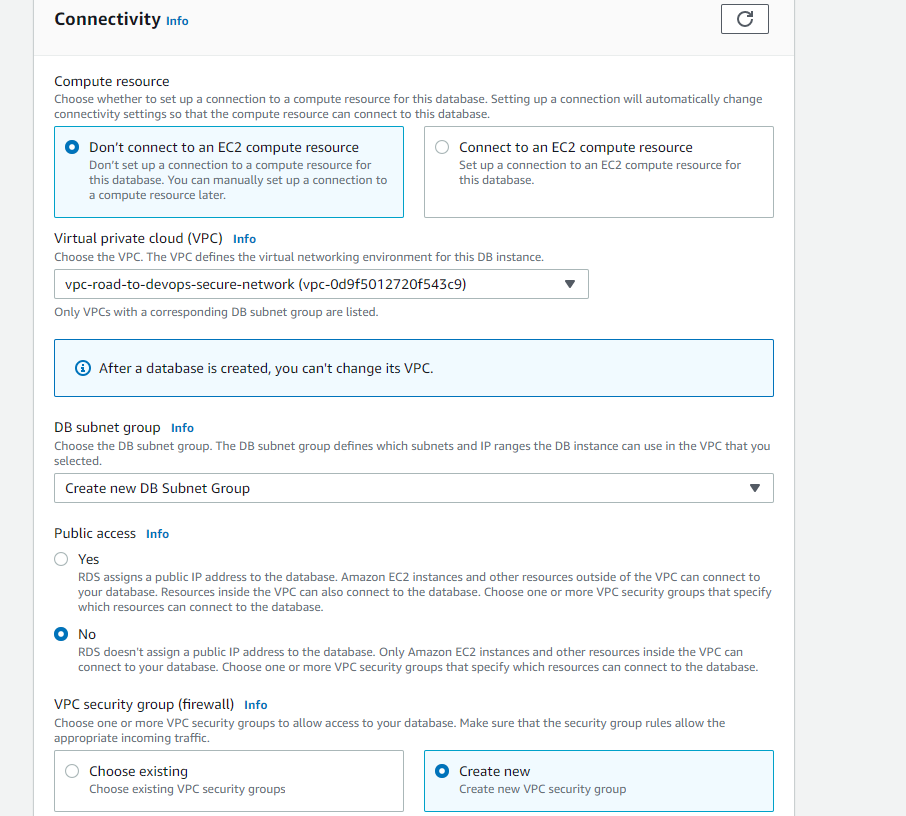 Connectivity Info
Compute resource
Choose whether to set up a connection to a compute resource for this database. Setting up a connection will automatically change
connectivity settings so that the compute resource can connect to this database.
Don't connect to an EC2 compute resource
Don't set up a connection to a compute resource for
this database. You can manually set up a connection to
a compute resource later.
Connect to an EC2 compute resource
Set up a connection to an EC2 compute resource for
this database.
Virtual private cloud (VPC) Info
Choose the VPC. The VPC defines the virtual networking environment for this DB instance.
vpc-road-to-devops-secure-network (vpc-0d9f5012720f543c9)
Only VPCs with a corresponding DB subnet group are listed.
After a database is created, you can't change its VPC.
DB subnet group Info
Choose the DB subnet group. The DB subnet group defines which subnets and IP ranges the DB instance can use in the VPC that you
selected.
Create new DB Subnet Group
Public access Info
Yes
RDS assigns a public IP address to the database. Amazon EC2 instances and other resources outside of the VPC can connect to
your database. Resources inside the VPC can also connect to the database. Choose one or more VPC security groups that specify
which resources can connect to the database.
No
RDS doesn't assign a public IP address to the database. Only Amazon EC2 instances and other resources inside the VPC can
connect to your database. Choose one or more VPC security groups that specify which resources can connect to the database.
VPC security group (firewall) Info
Choose one or more VPC security groups to allow access to your database. Make sure that the security group rules allow the
appropriate incoming traffic.
Choose existing
Choose existing VPC security groups
Create new
Create new VPC security group